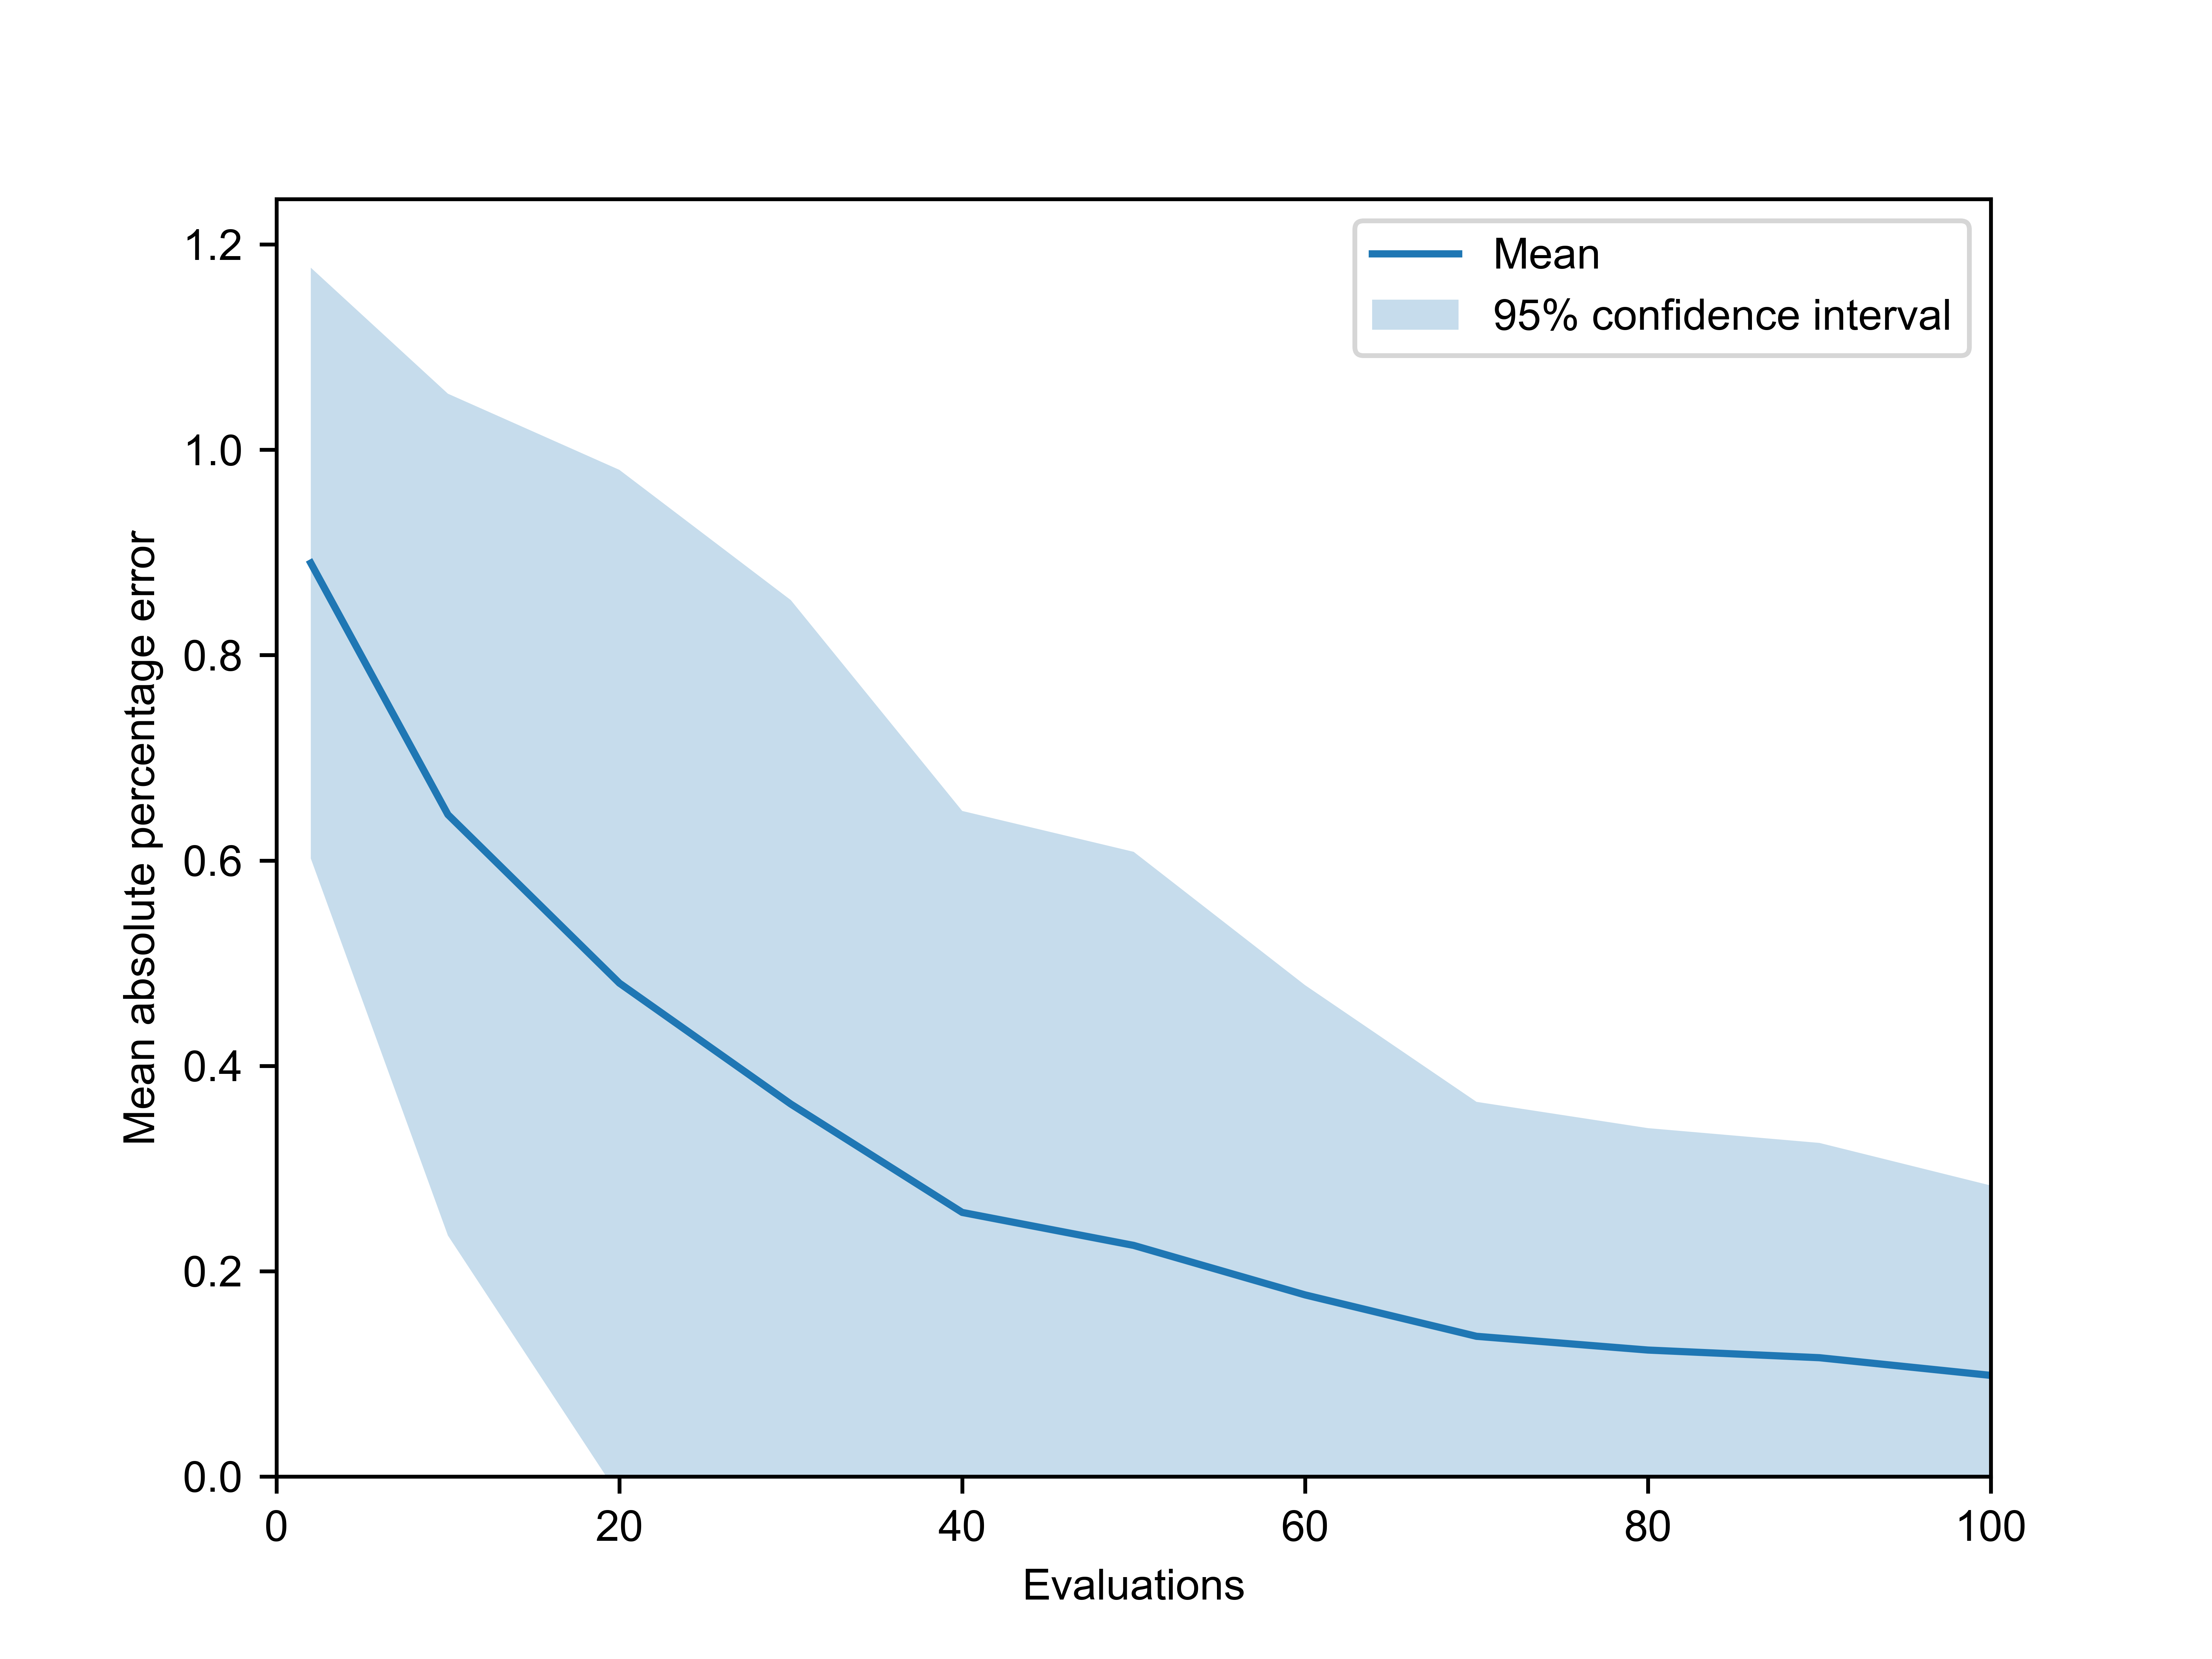 Mean
95% confidence interval
1.2
1.0
0.8
0.6
0.4
0.2
0.0
Mean absolute percentage error
0 20 40 60 80 100
Evaluations